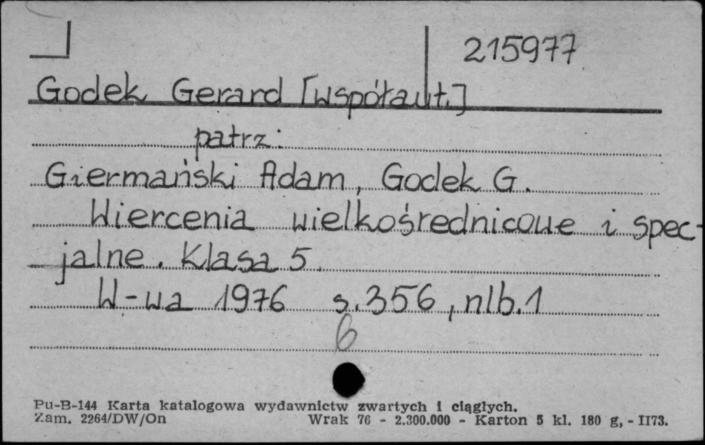 215977
Godek Gerard [współaut.]
patrz:
Giermański Adam, Godek G.
Wiercenia wielkośrednicowe i spec-
jalne. Klasa 5.
W-wa 1976 s.356, nlb.1
6
Pu-B-144 Karta katalogowa wydawnictw zwartych i ciągłych.
Zam. 2264/DW/On Wrak 76 - 2.300.000 - Karton 5 kl. 180 g, - II73.